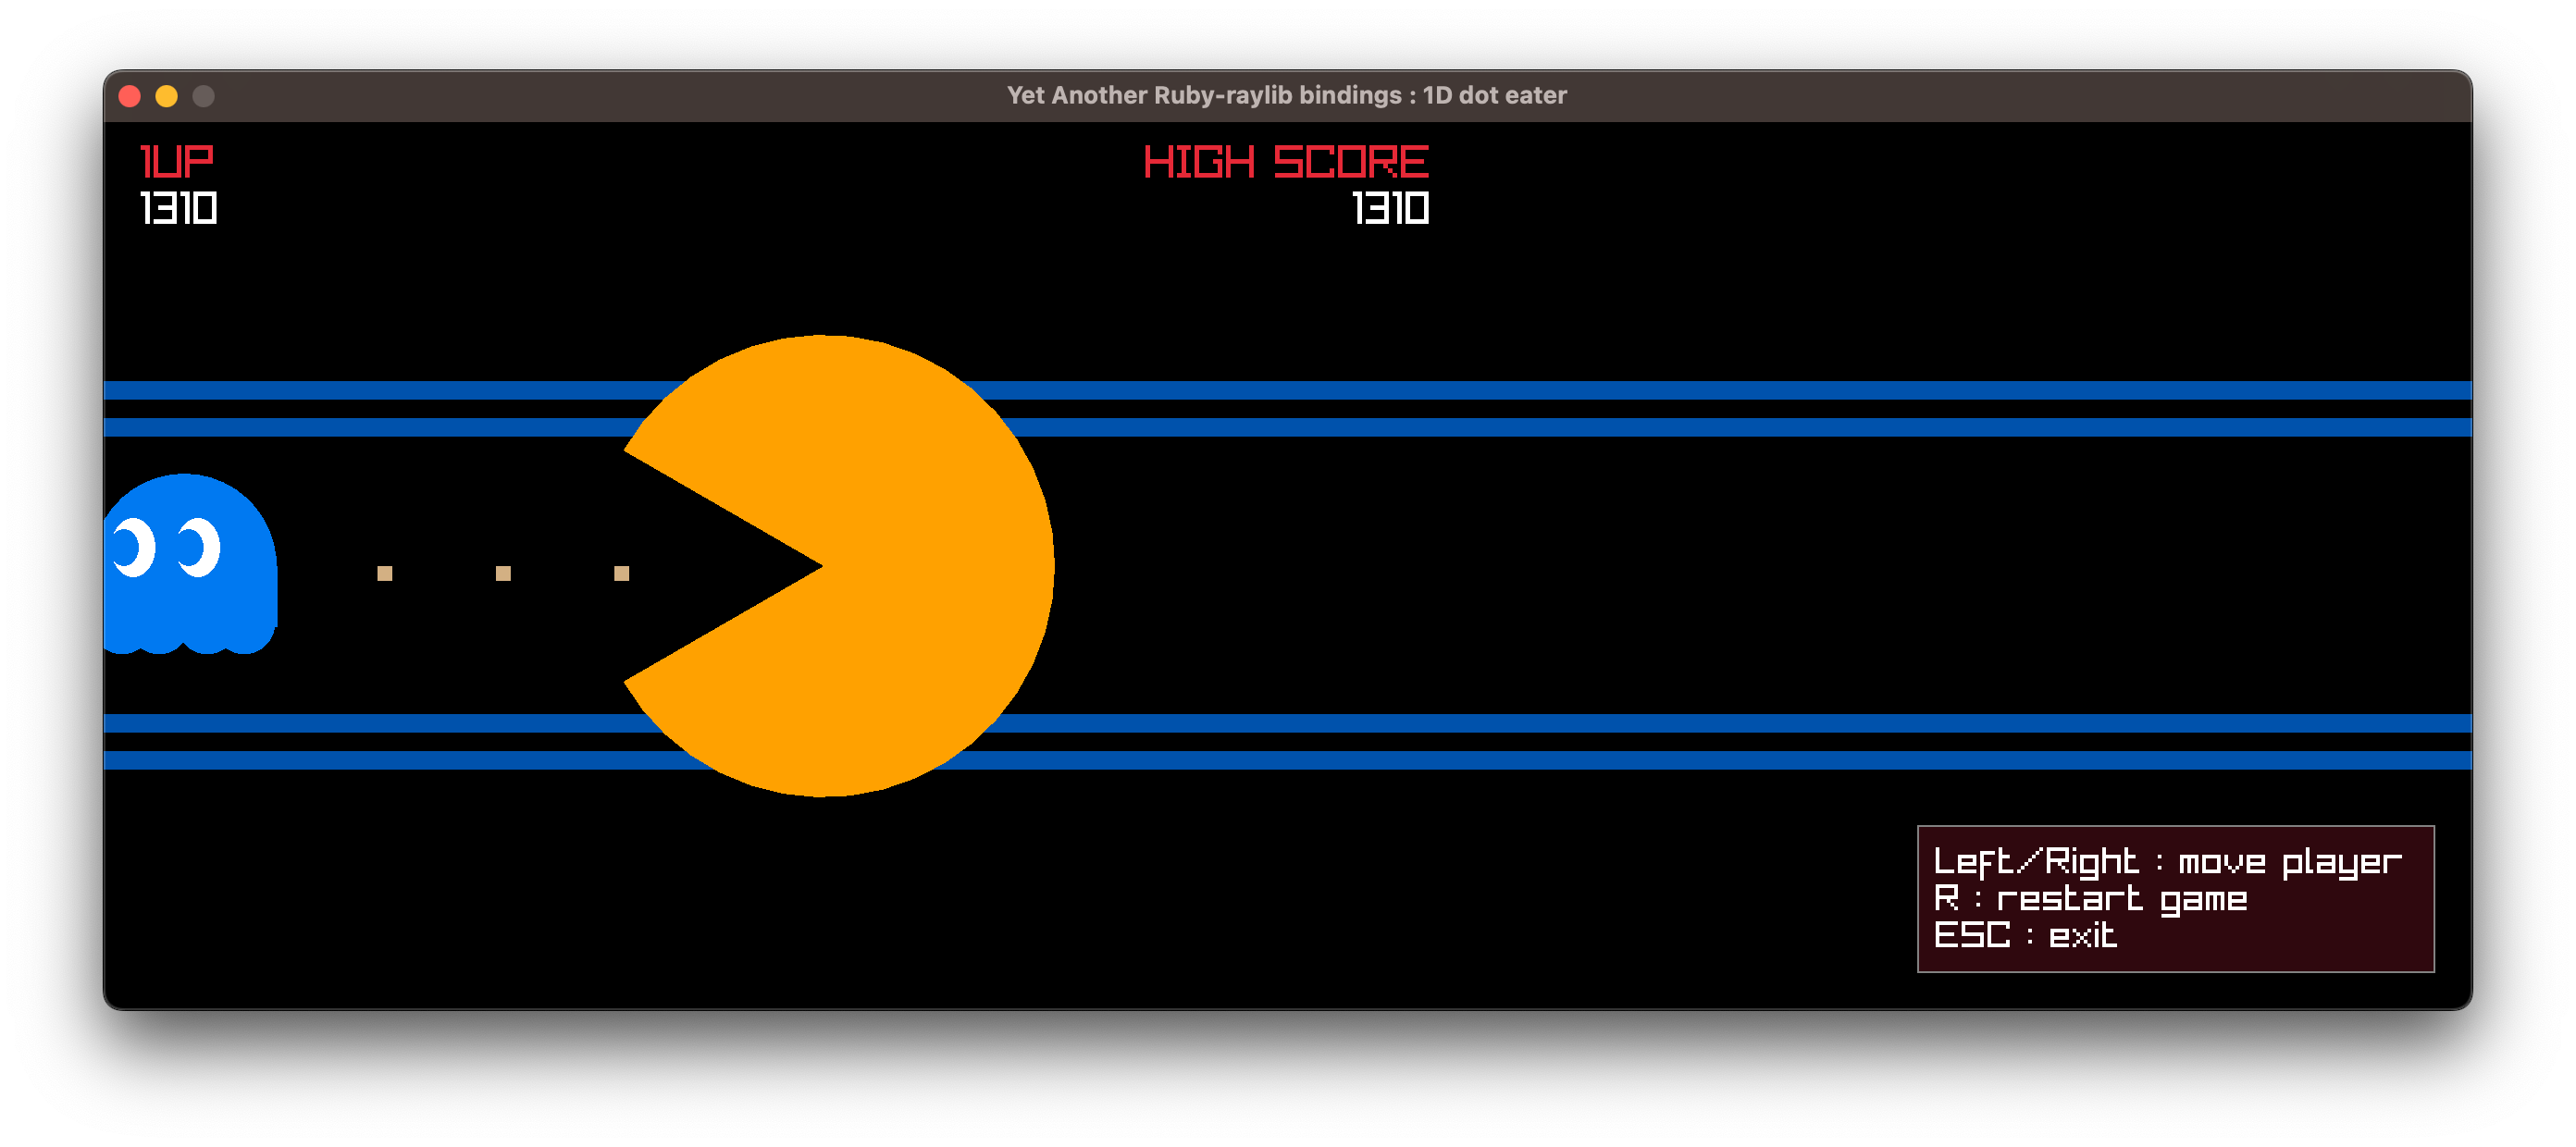 Yet Another Ruby-raylib bindings : 1D dot eater
1UP
1310
HIGH SCORE
1310
Left/Right : move player
R : restart game
ESC : exit